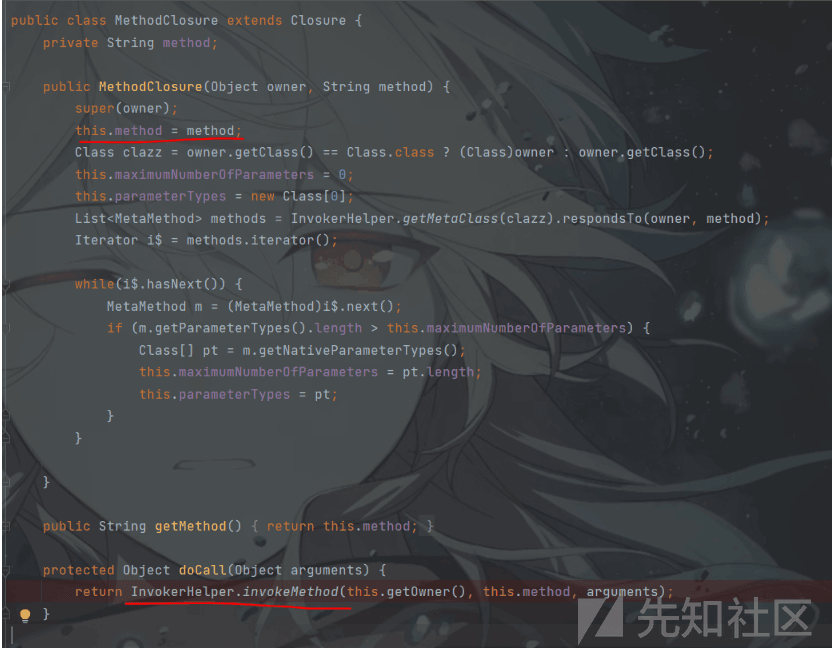 public class MethodClosure extends Closure {
    private String method;

    public MethodClosure(Object owner, String method) {
        super(owner);
        this.method = method;
        Class clazz = owner.getClass() == Class.class ? (Class)owner : owner.getClass();
        this.maximumNumberOfParameters = 0;
        this.parameterTypes = new Class[0];
        List<MetaMethod> methods = InvokerHelper.getMetaClass(clazz).respondsTo(owner, method);
        Iterator i$ = methods.iterator();

        while(i$.hasNext()) {
            MetaMethod m = (MetaMethod)i$.next();
            if (m.getParameterTypes().length > this.maximumNumberOfParameters) {
                Class[] pt = m.getNativeParameterTypes();
                this.maximumNumberOfParameters = pt.length;
                this.parameterTypes = pt;
            }
        }

    }

    public String getMethod() { return this.method; }

    protected Object doCall(Object arguments) {
        return InvokerHelper.invokeMethod(this.getOwner(), this.method, arguments);
    }
先知社区